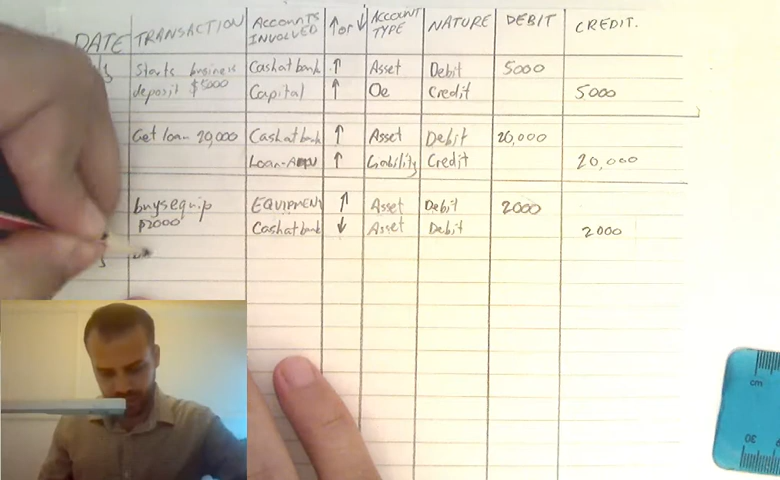 DATE TRANSACTION ACCOUNTS INVOLVED ↑ or ↓ ACCOUNT TYPE NATURE DEBIT CREDIT.
Starts business Cash at bank ↑ Asset Debit 5000
deposit $5000 Capital ↑ Oe Credit 5000
Get loan 20,000 Cash at bank ↑ Asset Debit 20,000
Loan- ↑ Liability Credit 20,000
buys equip EQUIPMENT ↑ Asset Debit 2000
$2000 Cash at bank ↓ Asset Debit 2000
cm